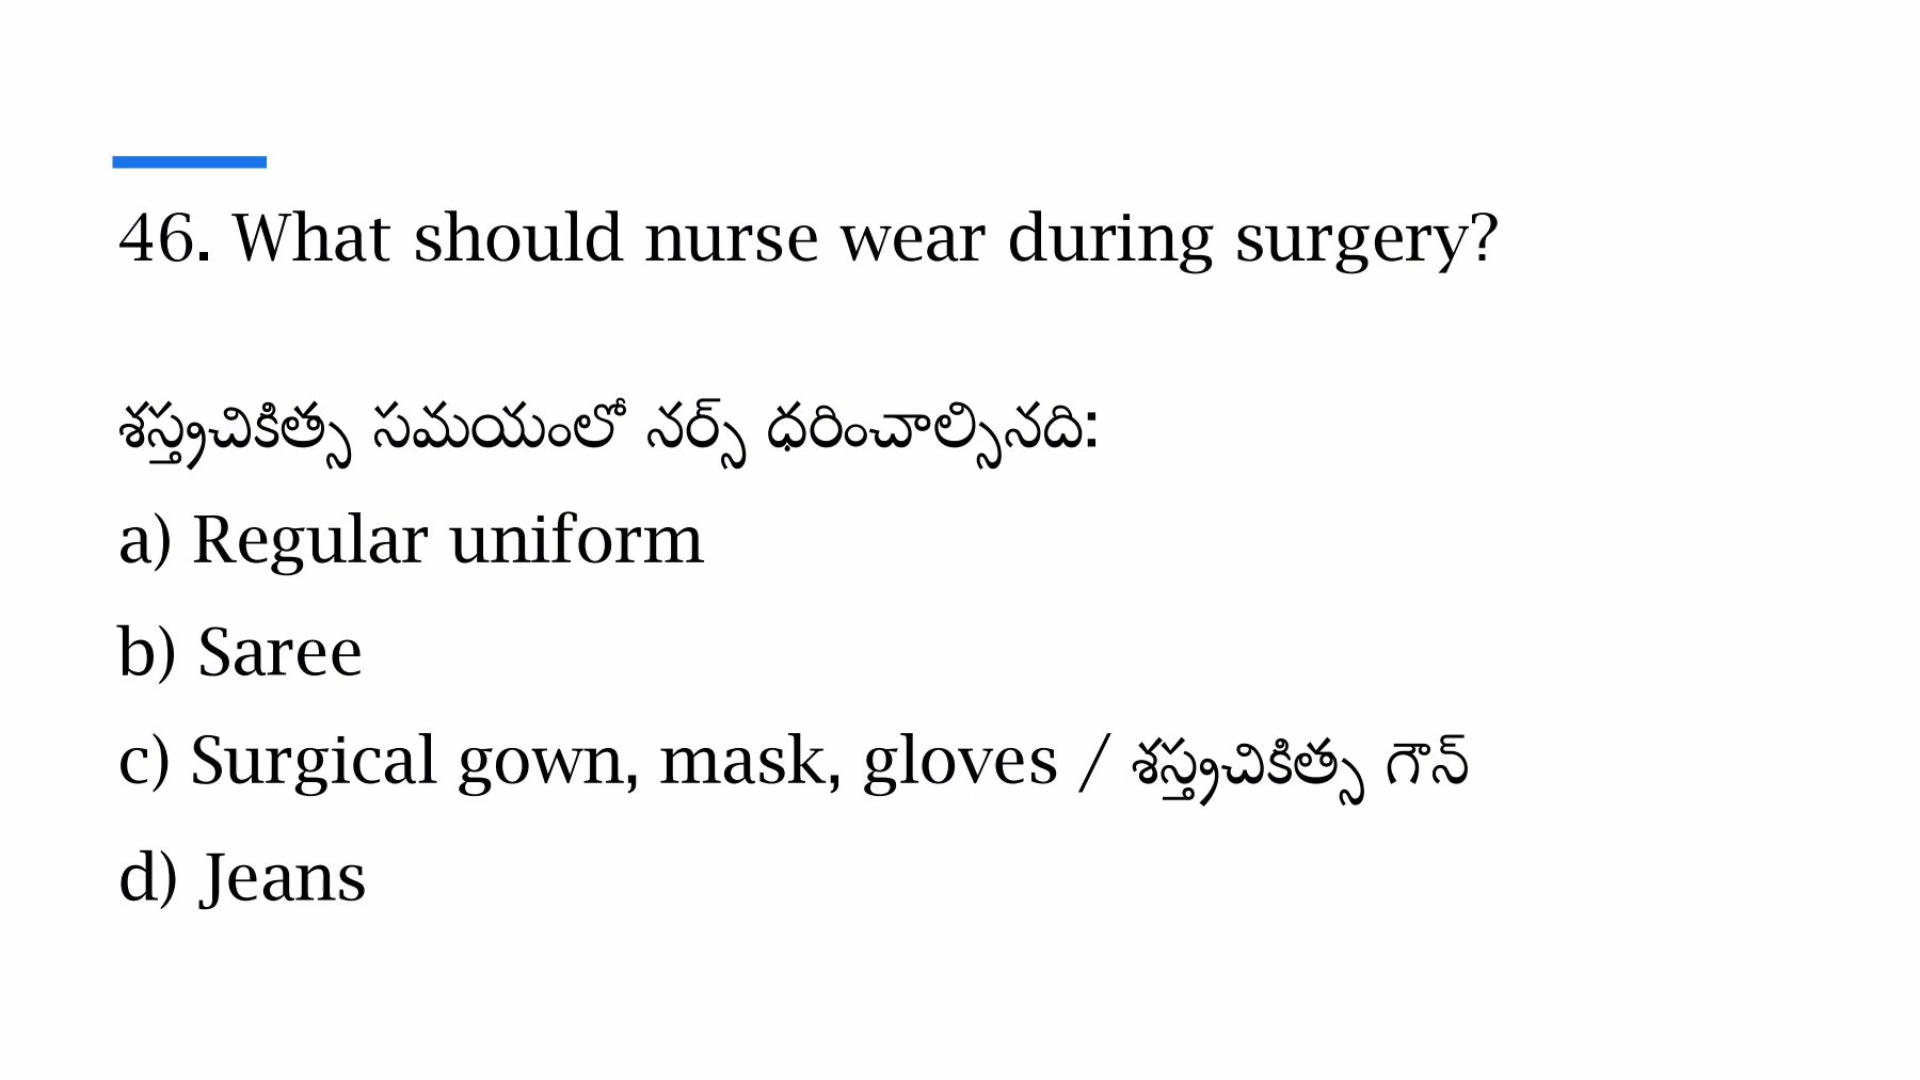 46. What should nurse wear during surgery?
శస్త్రచికిత్స సమయంలో నర్స్ ధరించాల్సినది:
a) Regular uniform
b) Saree
c) Surgical gown, mask, gloves / శస్త్రచికిత్స గౌన్
d) Jeans